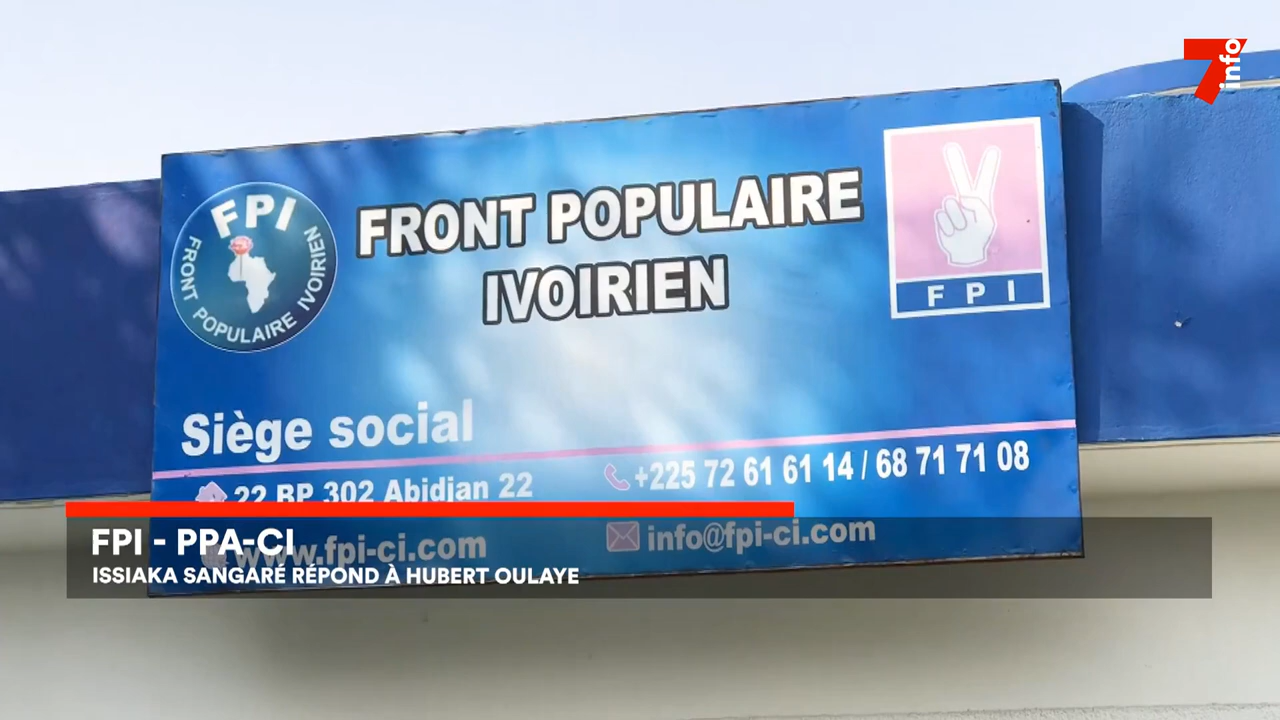 7info
FPI
FRONT POPULAIRE IVOIRIEN
FRONT POPULAIRE
IVOIRIEN
FPI
Siège social
22 BP 302 Abidjan 22
+225 72 61 61 14 / 68 71 71 08
www.fpi-ci.com
info@fpi-ci.com
FPI - PPA-CI
ISSIAKA SANGARÉ RÉPOND À HUBERT OULAYE